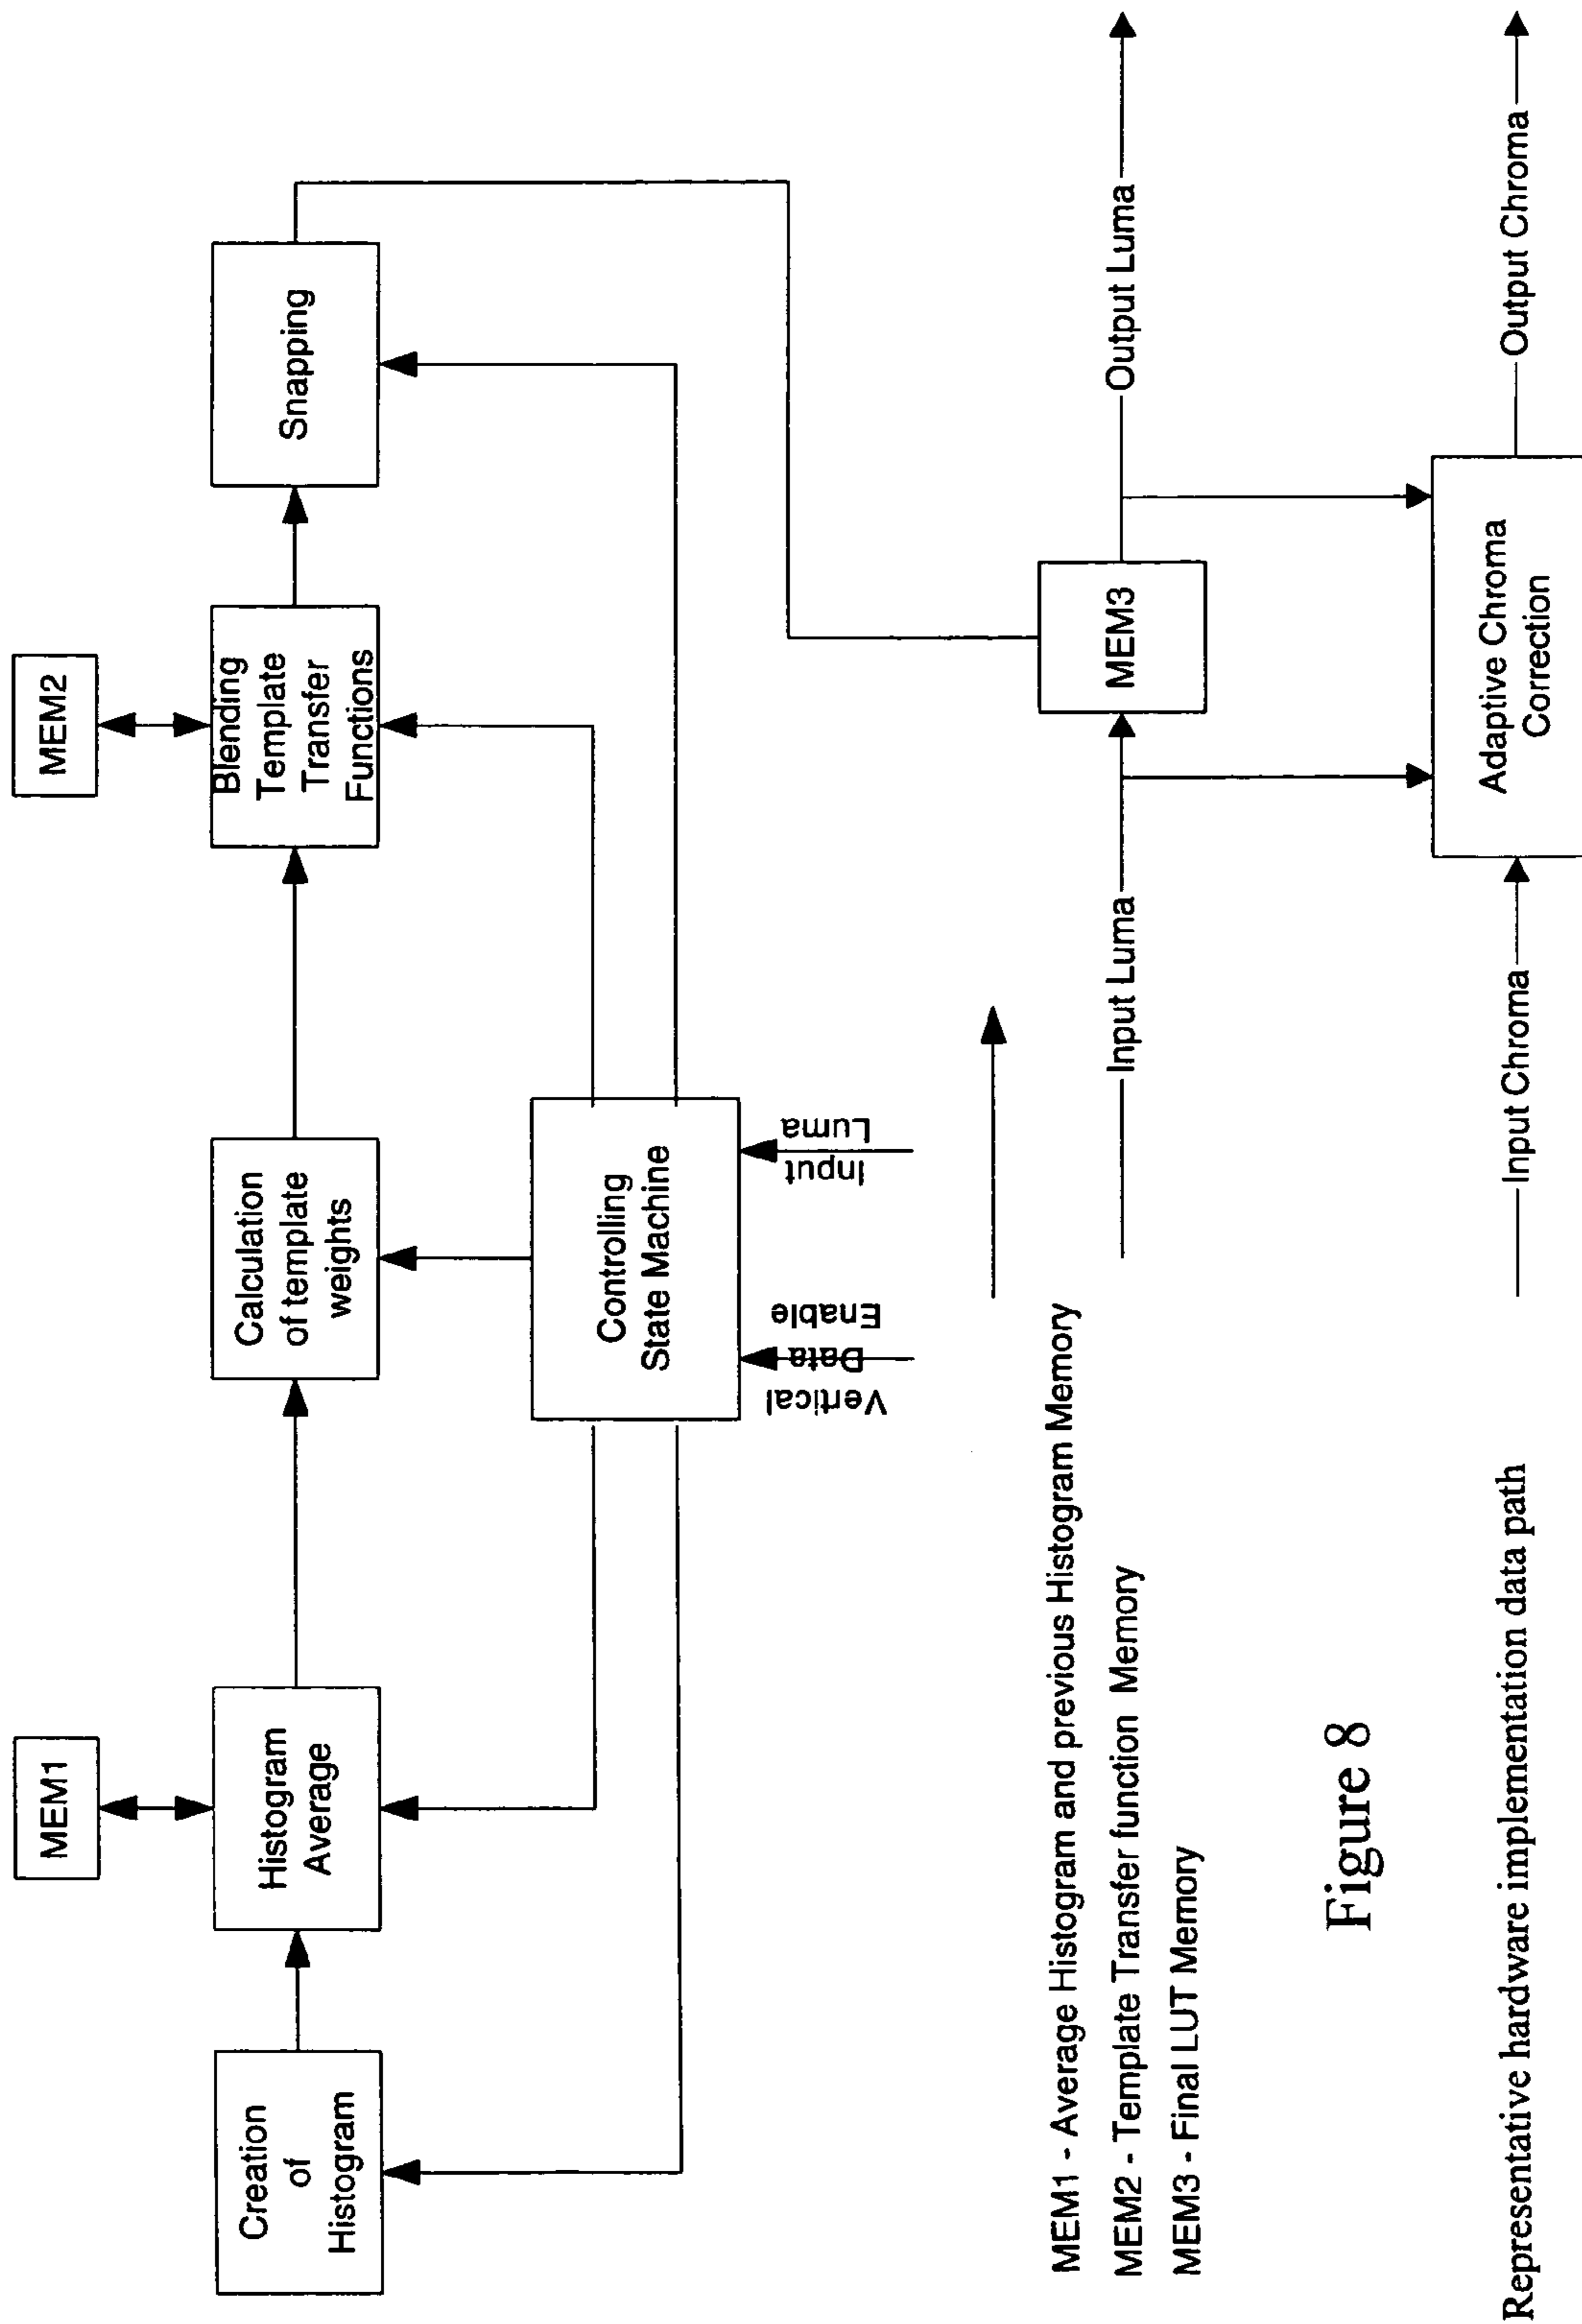 MEM1
MEM2
Creation
of
Histogram
Histogram
Average
Calculation
of template
weights
Blending
Template
Transfer
Functions
Snapping
Controlling
State Machine
Vertical
Data
Enable
Input
Luma
Input Luma
MEM3
Output Luma
Input Chroma
Adaptive Chroma
Correction
Output Chroma
MEM1 - Average Histogram and previous Histogram Memory
MEM2 - Template Transfer function Memory
MEM3 - Final LUT Memory
Figure 8
Representative hardware implementation data path